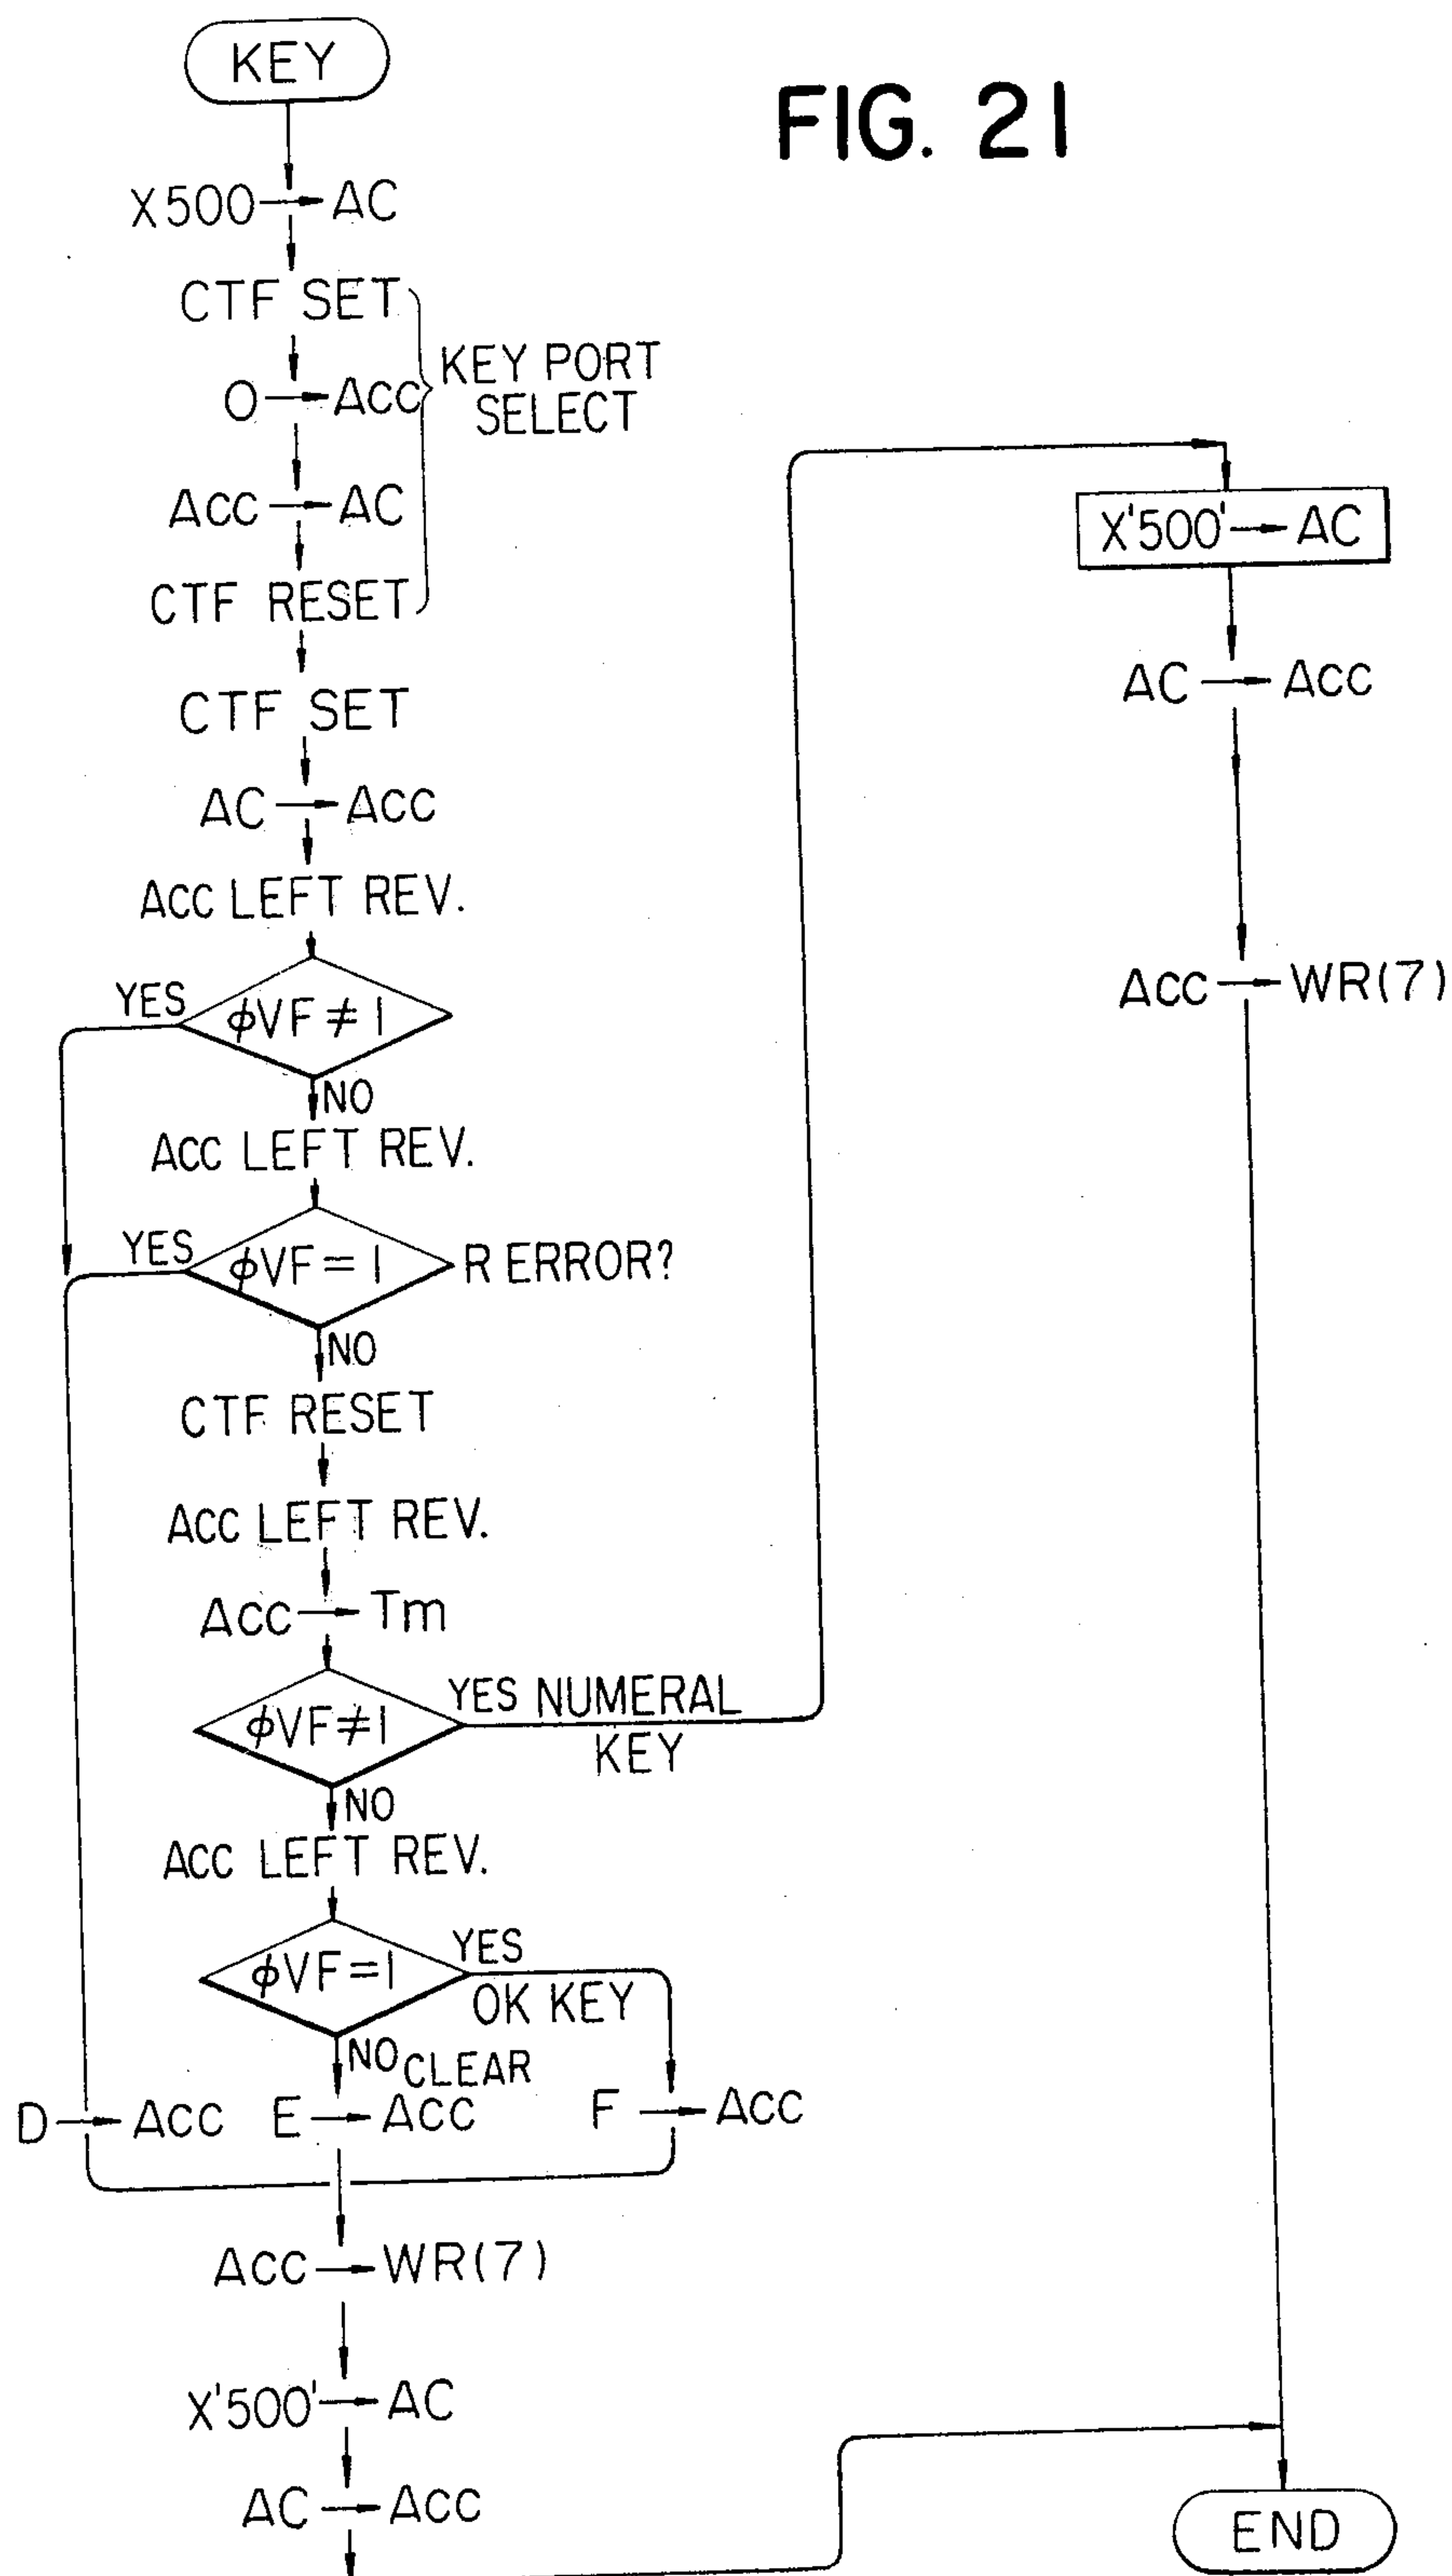 KEY
FIG. 21
X500→AC
CTF SET
O→ACC
KEY PORT
SELECT
ACC→AC
CTF RESET
CTF SET
AC→ACC
ACC LEFT REV.
YES
ϕVF≠1
NO
ACC LEFT REV.
YES
ϕVF=1
R ERROR?
NO
CTF RESET
ACC LEFT REV.
ACC→Tm
ϕVF≠1
YES NUMERAL
KEY
NO
ACC LEFT REV.
ϕVF=1
YES
OK KEY
NO CLEAR
D→ACC
E→ACC
F→ACC
ACC→WR(7)
X'500'→AC
AC→ACC
X'500'→AC
AC→ACC
ACC→WR(7)
END